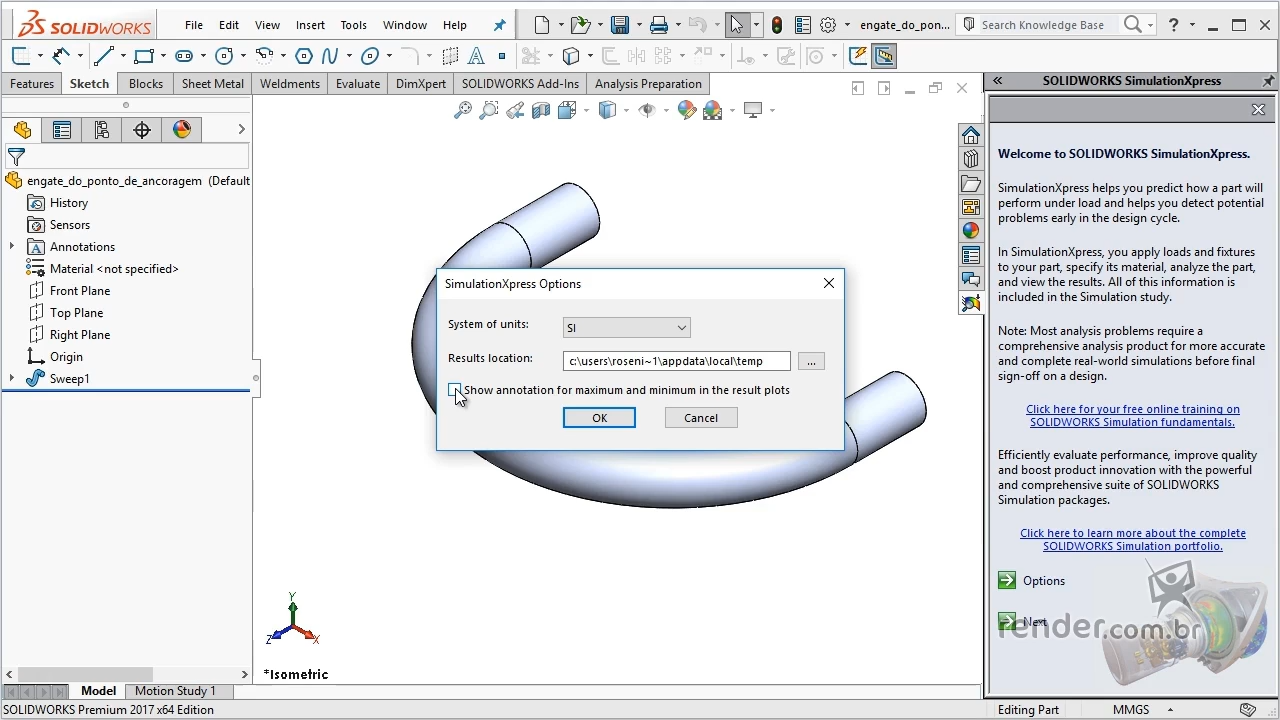 SOLIDWORKS
File Edit View Insert Tools Window Help
engate_do_pon...
Search Knowledge Base
?
Features Sketch Blocks Sheet Metal Weldments Evaluate DimXpert SOLIDWORKS Add-Ins Analysis Preparation
SOLIDWORKS SimulationXpress
engate_do_ponto_de_ancoragem (Default
History
Sensors
Annotations
Material <not specified>
Front Plane
Top Plane
Right Plane
Origin
Sweep1
Y
Z
X
*Isometric
SimulationXpress Options
System of units:
SI
Results location:
c:\users\roseni~1\appdata\local\temp
...
Show annotation for maximum and minimum in the result plots
OK
Cancel
Welcome to SOLIDWORKS SimulationXpress.
SimulationXpress helps you predict how a part will
perform under load and helps you detect potential
problems early in the design cycle.
In SimulationXpress, you apply loads and fixtures
to your part, specify its material, analyze the part,
and view the results. All of this information is
included in the Simulation study.
Note: Most analysis problems require a
comprehensive analysis product for more accurate
and complete real-world simulations before final
sign-off on a design.
Click here for your free online training on
SOLIDWORKS Simulation fundamentals.
Efficiently evaluate performance, improve quality
and boost product innovation with the powerful
and comprehensive suite of SOLIDWORKS
Simulation packages.
Click here to learn more about the complete
SOLIDWORKS Simulation portfolio.
Options
Next
render.com.br
Model
Motion Study 1
SOLIDWORKS Premium 2017 x64 Edition
Editing Part
MMGS